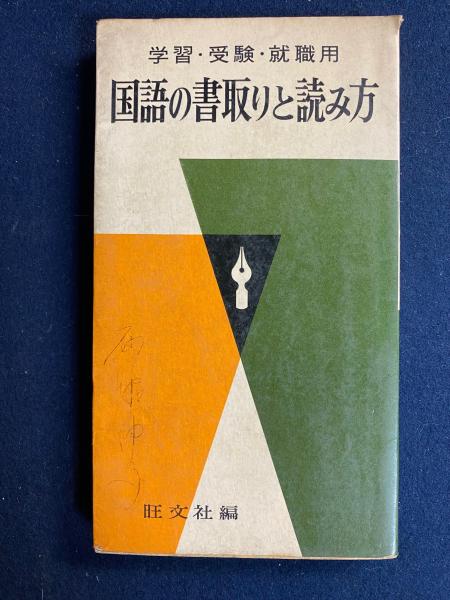 学習・受験・就職用
国語の書取りと読み方
旺文社編